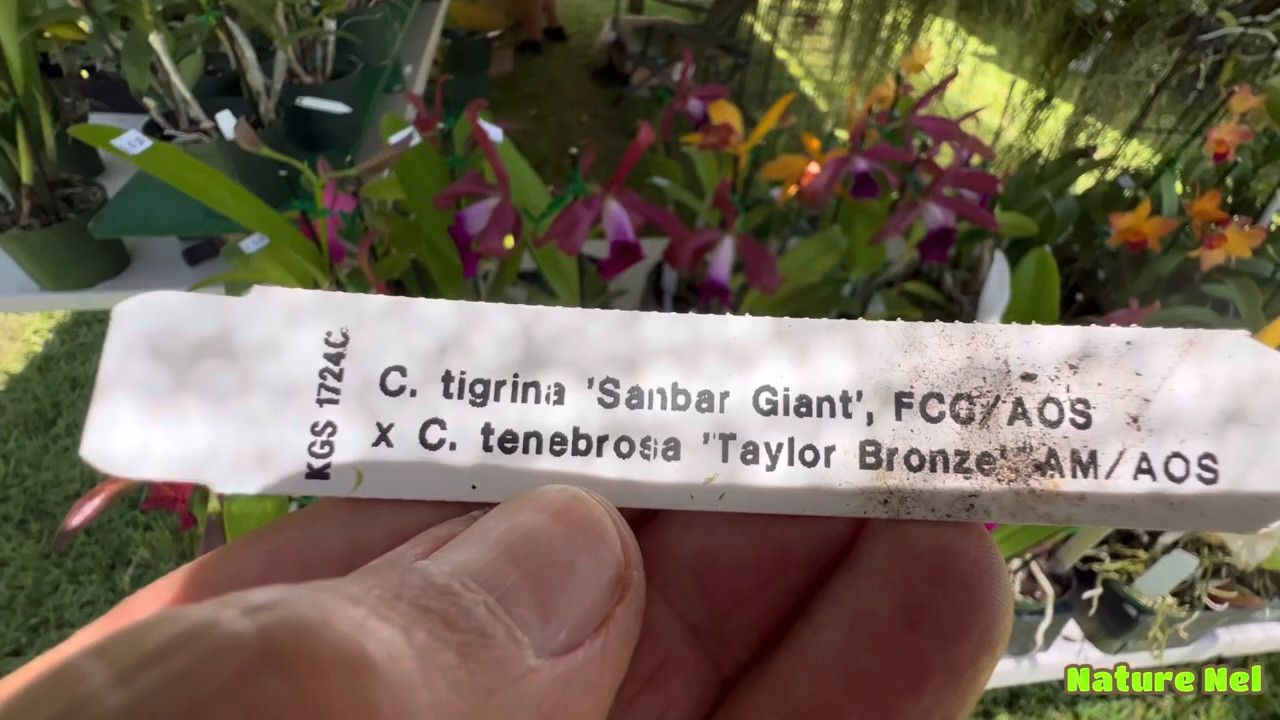 KGS 1724C
C. tigrina 'Sanbar Giant', FCC/AOS
x C. tenebrosa 'Taylor Bronze' AM/AOS
Nature Nel